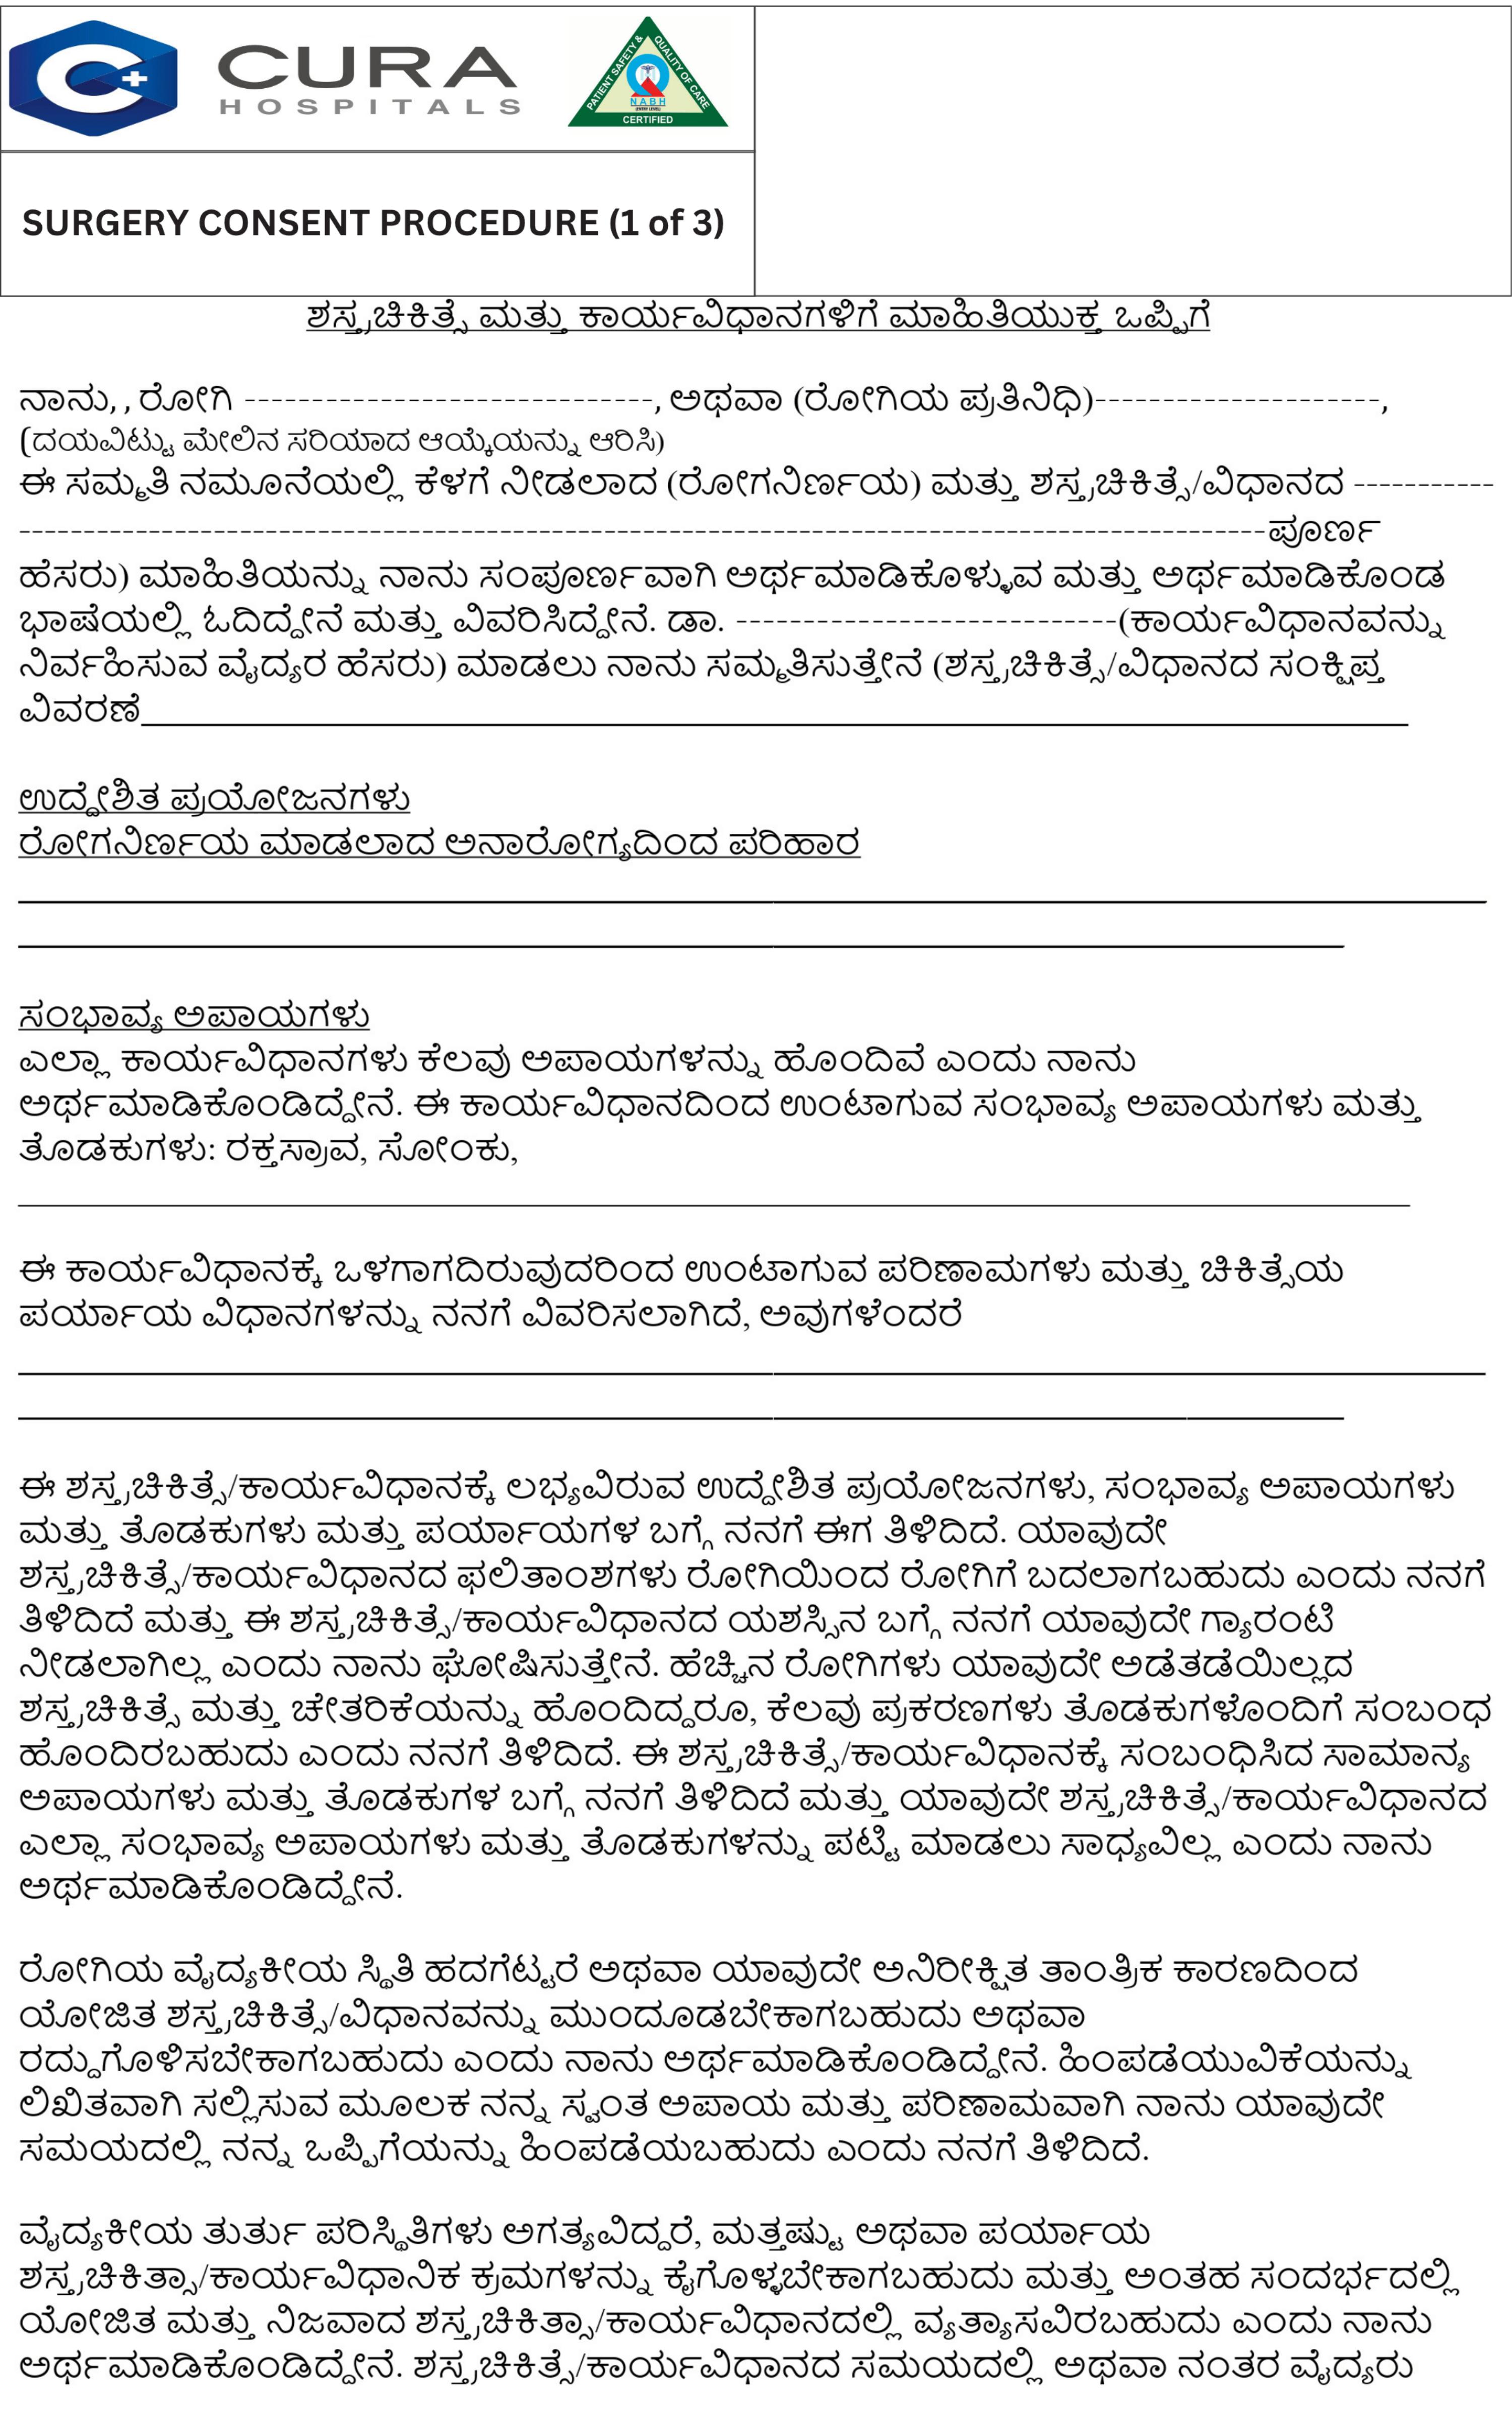 CURA
HOSPITALS
PATIENT SAFETY & QUALITY OF CARE
NABH
(ENTRY LEVEL)
CERTIFIED
SURGERY CONSENT PROCEDURE (1 of 3)
ಶಸ್ತ್ರಚಿಕಿತ್ಸೆ ಮತ್ತು ಕಾರ್ಯವಿಧಾನಗಳಿಗೆ ಮಾಹಿತಿಯುಕ್ತ ಒಪ್ಪಿಗೆ
ನಾನು, , ರೋಗಿ ------------------------------, ಅಥವಾ (ರೋಗಿಯ ಪ್ರತಿನಿಧಿ)---------------------,
(ದಯವಿಟ್ಟು ಮೇಲಿನ ಸರಿಯಾದ ಆಯ್ಕೆಯನ್ನು ಆರಿಸಿ)
ಈ ಸಮ್ಮತಿ ನಮೂನೆಯಲ್ಲಿ ಕೆಳಗೆ ನೀಡಲಾದ (ರೋಗನಿರ್ಣಯ) ಮತ್ತು ಶಸ್ತ್ರಚಿಕಿತ್ಸೆ/ವಿಧಾನದ -----------
--------------------------------------------------------------------------------------------ಪೂರ್ಣ
ಹೆಸರು) ಮಾಹಿತಿಯನ್ನು ನಾನು ಸಂಪೂರ್ಣವಾಗಿ ಅರ್ಥಮಾಡಿಕೊಳ್ಳುವ ಮತ್ತು ಅರ್ಥಮಾಡಿಕೊಂಡ
ಭಾಷೆಯಲ್ಲಿ ಓದಿದ್ದೇನೆ ಮತ್ತು ವಿವರಿಸಿದ್ದೇನೆ. ಡಾ. ----------------------------(ಕಾರ್ಯವಿಧಾನವನ್ನು
ನಿರ್ವಹಿಸುವ ವೈದ್ಯರ ಹೆಸರು) ಮಾಡಲು ನಾನು ಸಮ್ಮತಿಸುತ್ತೇನೆ (ಶಸ್ತ್ರಚಿಕಿತ್ಸೆ/ವಿಧಾನದ ಸಂಕ್ಷಿಪ್ತ
ವಿವರಣೆ____________________
ಉದ್ದೇಶಿತ ಪ್ರಯೋಜನಗಳು
ರೋಗನಿರ್ಣಯ ಮಾಡಲಾದ ಅನಾರೋಗ್ಯದಿಂದ ಪರಿಹಾರ
ಸಂಭಾವ್ಯ ಅಪಾಯಗಳು
ಎಲ್ಲಾ ಕಾರ್ಯವಿಧಾನಗಳು ಕೆಲವು ಅಪಾಯಗಳನ್ನು ಹೊಂದಿವೆ ಎಂದು ನಾನು
ಅರ್ಥಮಾಡಿಕೊಂಡಿದ್ದೇನೆ. ಈ ಕಾರ್ಯವಿಧಾನದಿಂದ ಉಂಟಾಗುವ ಸಂಭಾವ್ಯ ಅಪಾಯಗಳು ಮತ್ತು
ತೊಡಕುಗಳು: ರಕ್ತಸ್ರಾವ, ಸೋಂಕು,
ಈ ಕಾರ್ಯವಿಧಾನಕ್ಕೆ ಒಳಗಾಗದಿರುವುದರಿಂದ ಉಂಟಾಗುವ ಪರಿಣಾಮಗಳು ಮತ್ತು ಚಿಕಿತ್ಸೆಯ
ಪರ್ಯಾಯ ವಿಧಾನಗಳನ್ನು ನನಗೆ ವಿವರಿಸಲಾಗಿದೆ, ಅವುಗಳೆಂದರೆ
ಈ ಶಸ್ತ್ರಚಿಕಿತ್ಸೆ/ಕಾರ್ಯವಿಧಾನಕ್ಕೆ ಲಭ್ಯವಿರುವ ಉದ್ದೇಶಿತ ಪ್ರಯೋಜನಗಳು, ಸಂಭಾವ್ಯ ಅಪಾಯಗಳು
ಮತ್ತು ತೊಡಕುಗಳು ಮತ್ತು ಪರ್ಯಾಯಗಳ ಬಗ್ಗೆ ನನಗೆ ಈಗ ತಿಳಿದಿದೆ. ಯಾವುದೇ
ಶಸ್ತ್ರಚಿಕಿತ್ಸೆ/ಕಾರ್ಯವಿಧಾನದ ಫಲಿತಾಂಶಗಳು ರೋಗಿಯಿಂದ ರೋಗಿಗೆ ಬದಲಾಗಬಹುದು ಎಂದು ನನಗೆ
ತಿಳಿದಿದೆ ಮತ್ತು ಈ ಶಸ್ತ್ರಚಿಕಿತ್ಸೆ/ಕಾರ್ಯವಿಧಾನದ ಯಶಸ್ಸಿನ ಬಗ್ಗೆ ನನಗೆ ಯಾವುದೇ ಗ್ಯಾರಂಟಿ
ನೀಡಲಾಗಿಲ್ಲ ಎಂದು ನಾನು ಘೋಷಿಸುತ್ತೇನೆ. ಹೆಚ್ಚಿನ ರೋಗಿಗಳು ಯಾವುದೇ ಅಡೆತಡೆಯಿಲ್ಲದ
ಶಸ್ತ್ರಚಿಕಿತ್ಸೆ ಮತ್ತು ಚೇತರಿಕೆಯನ್ನು ಹೊಂದಿದ್ದರೂ, ಕೆಲವು ಪ್ರಕರಣಗಳು ತೊಡಕುಗಳೊಂದಿಗೆ ಸಂಬಂಧ
ಹೊಂದಿರಬಹುದು ಎಂದು ನನಗೆ ತಿಳಿದಿದೆ. ಈ ಶಸ್ತ್ರಚಿಕಿತ್ಸೆ/ಕಾರ್ಯವಿಧಾನಕ್ಕೆ ಸಂಬಂಧಿಸಿದ ಸಾಮಾನ್ಯ
ಅಪಾಯಗಳು ಮತ್ತು ತೊಡಕುಗಳ ಬಗ್ಗೆ ನನಗೆ ತಿಳಿದಿದೆ ಮತ್ತು ಯಾವುದೇ ಶಸ್ತ್ರಚಿಕಿತ್ಸೆ/ಕಾರ್ಯವಿಧಾನದ
ಎಲ್ಲಾ ಸಂಭಾವ್ಯ ಅಪಾಯಗಳು ಮತ್ತು ತೊಡಕುಗಳನ್ನು ಪಟ್ಟಿ ಮಾಡಲು ಸಾಧ್ಯವಿಲ್ಲ ಎಂದು ನಾನು
ಅರ್ಥಮಾಡಿಕೊಂಡಿದ್ದೇನೆ.
ರೋಗಿಯ ವೈದ್ಯಕೀಯ ಸ್ಥಿತಿ ಹದಗೆಟ್ಟರೆ ಅಥವಾ ಯಾವುದೇ ಅನಿರೀಕ್ಷಿತ ತಾಂತ್ರಿಕ ಕಾರಣದಿಂದ
ಯೋಜಿತ ಶಸ್ತ್ರಚಿಕಿತ್ಸೆ/ವಿಧಾನವನ್ನು ಮುಂದೂಡಬೇಕಾಗಬಹುದು ಅಥವಾ
ರದ್ದುಗೊಳಿಸಬೇಕಾಗಬಹುದು ಎಂದು ನಾನು ಅರ್ಥಮಾಡಿಕೊಂಡಿದ್ದೇನೆ. ಹಿಂಪಡೆಯುವಿಕೆಯನ್ನು
ಲಿಖಿತವಾಗಿ ಸಲ್ಲಿಸುವ ಮೂಲಕ ನನ್ನ ಸ್ವಂತ ಅಪಾಯ ಮತ್ತು ಪರಿಣಾಮವಾಗಿ ನಾನು ಯಾವುದೇ
ಸಮಯದಲ್ಲಿ ನನ್ನ ಒಪ್ಪಿಗೆಯನ್ನು ಹಿಂಪಡೆಯಬಹುದು ಎಂದು ನನಗೆ ತಿಳಿದಿದೆ.
ವೈದ್ಯಕೀಯ ತುರ್ತು ಪರಿಸ್ಥಿತಿಗಳು ಅಗತ್ಯವಿದ್ದರೆ, ಮತ್ತಷ್ಟು ಅಥವಾ ಪರ್ಯಾಯ
ಶಸ್ತ್ರಚಿಕಿತ್ಸಾ/ಕಾರ್ಯವಿಧಾನಿಕ ಕ್ರಮಗಳನ್ನು ಕೈಗೊಳ್ಳಬೇಕಾಗಬಹುದು ಮತ್ತು ಅಂತಹ ಸಂದರ್ಭದಲ್ಲಿ
ಯೋಜಿತ ಮತ್ತು ನಿಜವಾದ ಶಸ್ತ್ರಚಿಕಿತ್ಸಾ/ಕಾರ್ಯವಿಧಾನದಲ್ಲಿ ವ್ಯತ್ಯಾಸವಿರಬಹುದು ಎಂದು ನಾನು
ಅರ್ಥಮಾಡಿಕೊಂಡಿದ್ದೇನೆ. ಶಸ್ತ್ರಚಿಕಿತ್ಸೆ/ಕಾರ್ಯವಿಧಾನದ ಸಮಯದಲ್ಲಿ ಅಥವಾ ನಂತರ ವೈದ್ಯರು